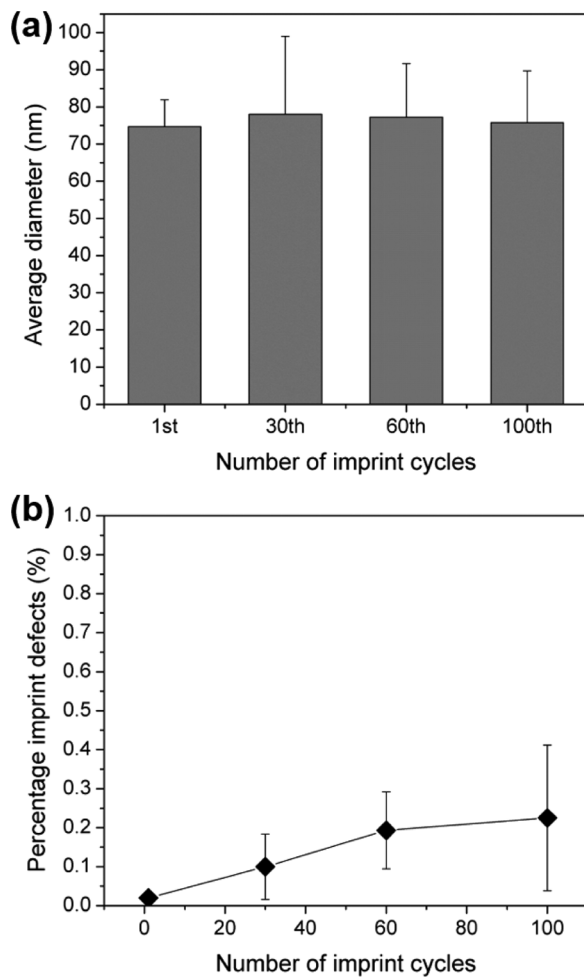 (a)
100
90
80
70
60
50
40
30
20
10
0
Average diameter (nm)
1st 30th 60th 100th
Number of imprint cycles
(b)
1.0
0.9
0.8
0.7
0.6
0.5
0.4
0.3
0.2
0.1
0.0
Percentage imprint defects (%)
0 20 40 60 80 100
Number of imprint cycles